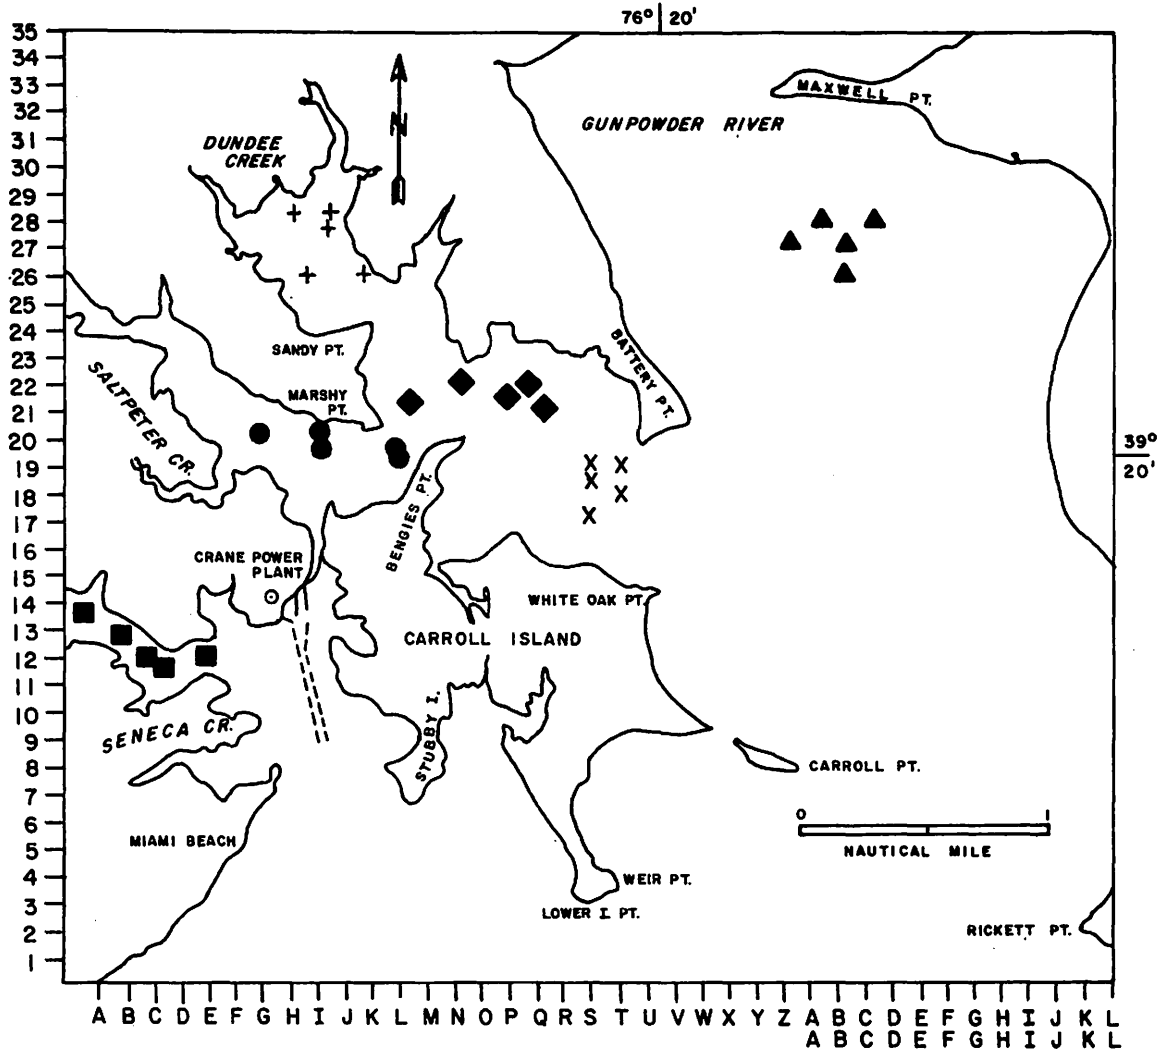 76° 20'
35
34
33
32
31
30
29
28
27
26
25
24
23
22
21
20
19
18
17
16
15
14
13
12
11
10
9
8
7
6
5
4
3
2
1
MAXWELL PT.
GUNPOWDER RIVER
N
DUNDEE
CREEK
SANDY PT.
BATTERY PT.
SALTPETER CR.
MARSHY
PT.
39°
20'
BENGIES PT.
CRANE POWER
PLANT
WHITE OAK PT.
CARROLL ISLAND
SENECA CR.
STUBBY I.
CARROLL PT.
0 1
NAUTICAL MILE
MIAMI BEACH
WEIR PT.
LOWER I. PT.
RICKETT PT.
A B C D E F G H I J K L M N O P Q R S T U V W X Y Z A B C D E F G H I J K L
A B C D E F G H I J K L